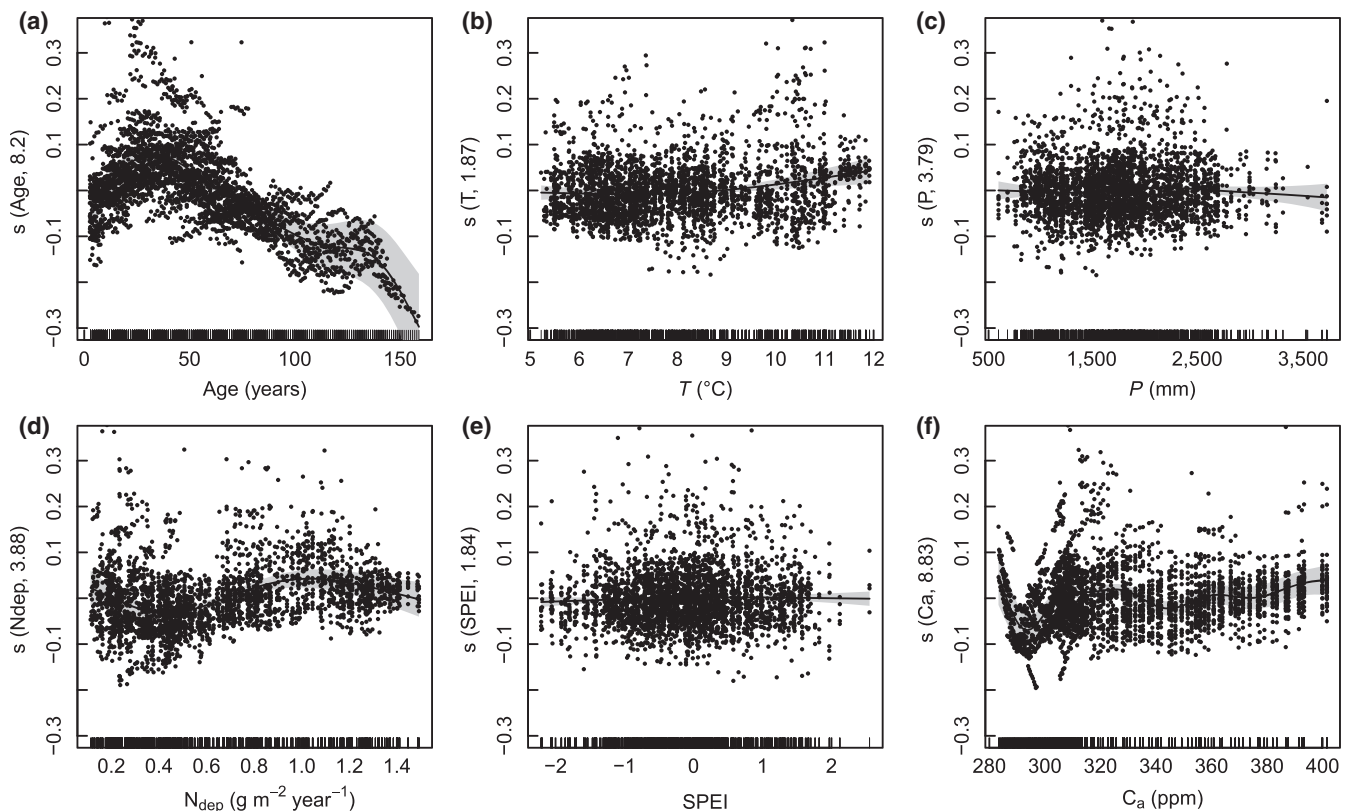 (a)
0.3
0.2
0.1
−0.1
−0.3
s (Age, 8.2)
0 50 100 150
Age (years)
(b)
0.3
0.2
0.1
−0.1
−0.3
s (T, 1.87)
5 6 7 8 9 10 11 12
T (°C)
(c)
0.3
0.2
0.1
−0.1
−0.3
s (P, 3.79)
500 1,500 2,500 3,500
P (mm)
(d)
0.3
0.2
0.1
−0.1
−0.3
s (Ndep, 3.88)
0.2 0.4 0.6 0.8 1.0 1.2 1.4
N_dep (g m⁻² year⁻¹)
(e)
0.3
0.2
0.1
−0.1
−0.3
s (SPEI, 1.84)
−2 −1 0 1 2
SPEI
(f)
0.3
0.2
0.1
−0.1
−0.3
s (Ca, 8.83)
280 300 320 340 360 380 400
C_a (ppm)